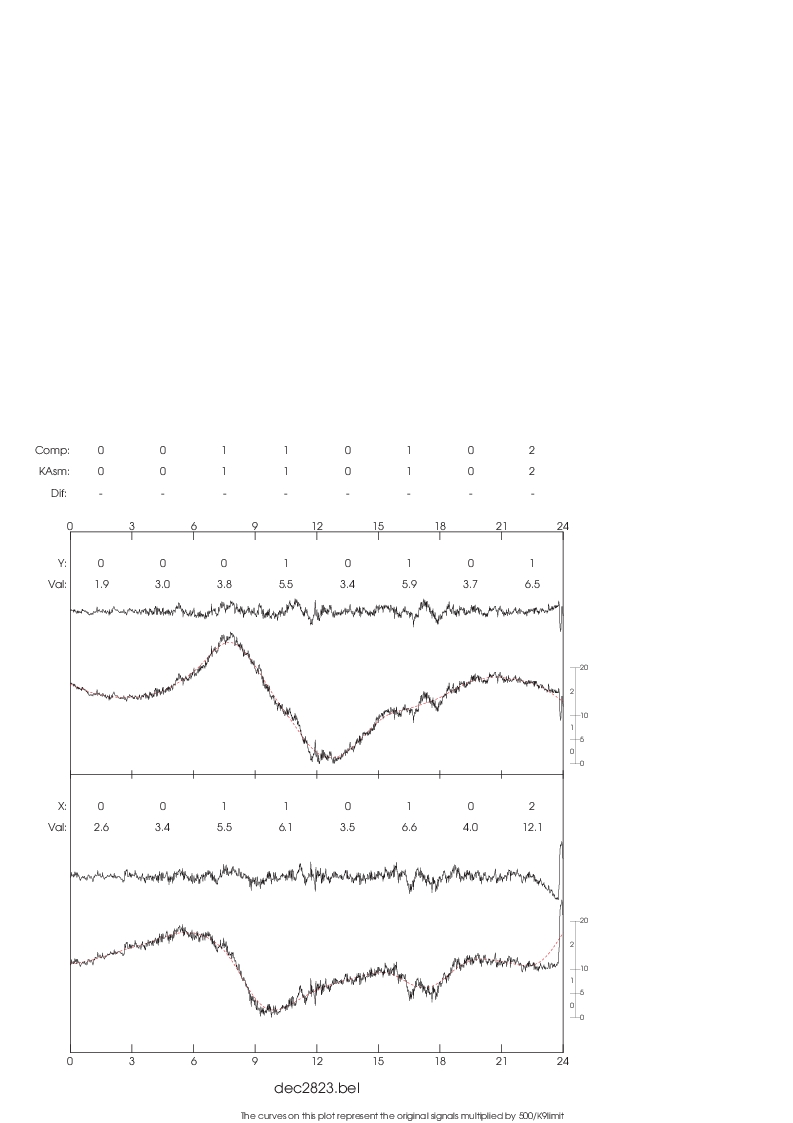 Comp: 0 0 1 1 0 1 0 2
KAsm: 0 0 1 1 0 1 0 2
Dif: - - - - - - - -
0 3 6 9 12 15 18 21 24
Y: 0 0 0 1 0 1 0 1
Val: 1.9 3.0 3.8 5.5 3.4 5.9 3.7 6.5
20
2
10
1
5
0
0
X: 0 0 1 1 0 1 0 2
Val: 2.6 3.4 5.5 6.1 3.5 6.6 4.0 12.1
20
2
10
1
5
0
0
0 3 6 9 12 15 18 21 24
dec2823.bel
The curves on this plot represent the original signals multiplied by 500/K9limit